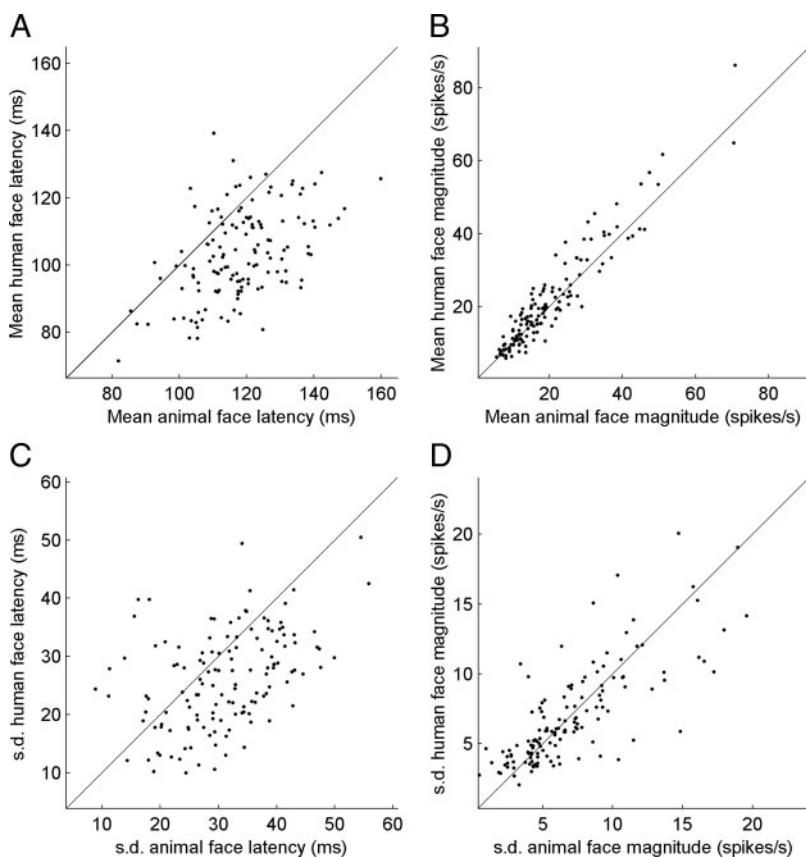 A
Mean human face latency (ms)
160
140
120
100
80
80 100 120 140 160
Mean animal face latency (ms)
B
Mean human face magnitude (spikes/s)
80
60
40
20
20 40 60 80
Mean animal face magnitude (spikes/s)
C
s.d. human face latency (ms)
60
50
40
30
20
10
10 20 30 40 50 60
s.d. animal face latency (ms)
D
s.d. human face magnitude (spikes/s)
20
15
10
5
5 10 15 20
s.d. animal face magnitude (spikes/s)